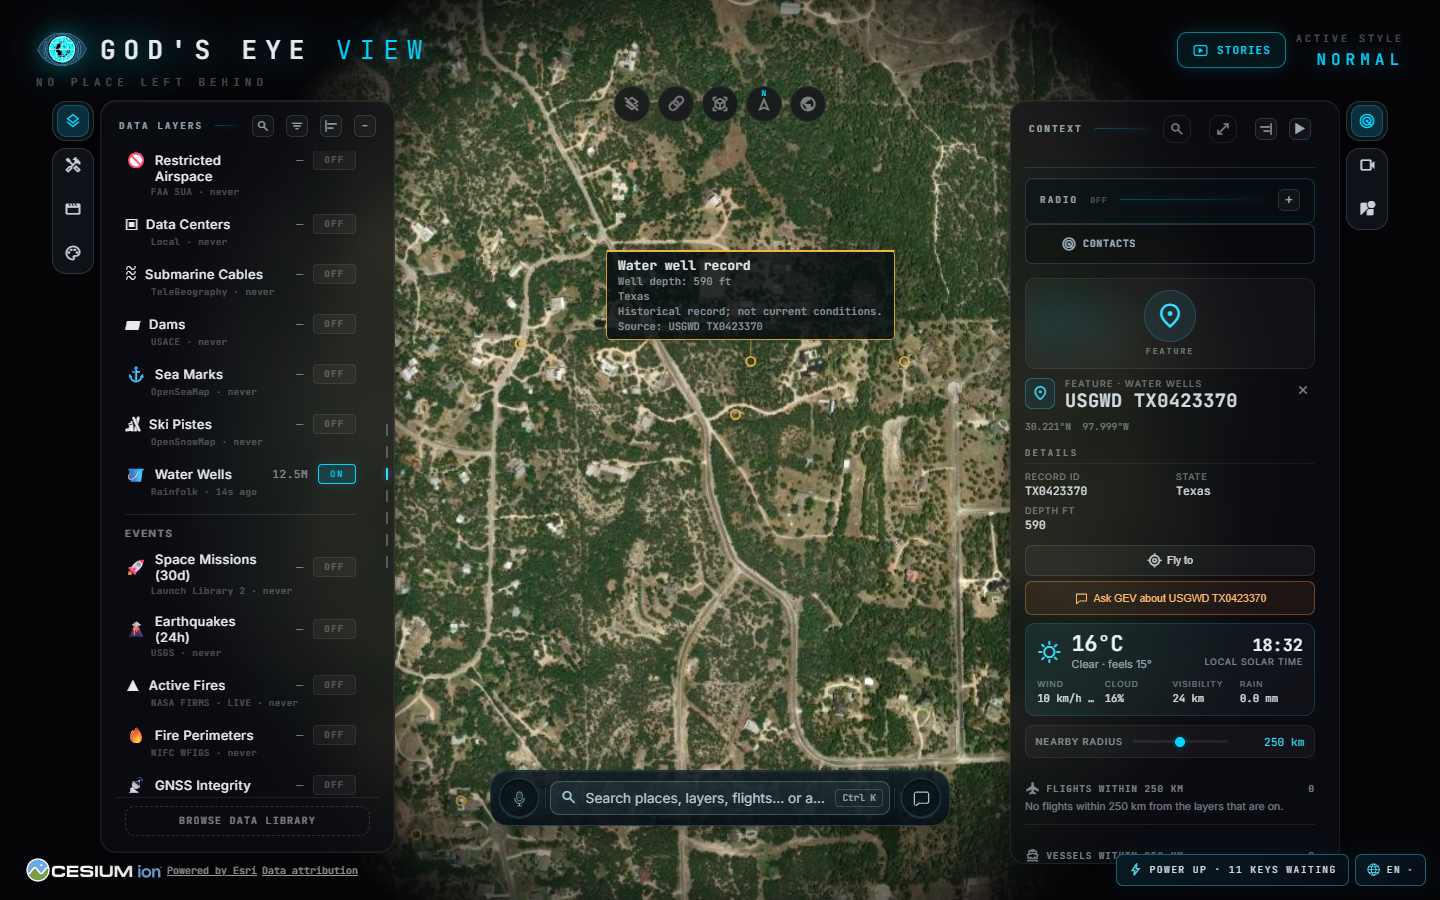 GOD'S EYE VIEW
NO PLACE LEFT BEHIND
STORIES
ACTIVE STYLE
NORMAL
DATA LAYERS
Restricted
Airspace
— OFF
FAA SUA · never
Data Centers — OFF
Local · never
Submarine Cables — OFF
TeleGeography · never
Dams — OFF
USACE · never
Sea Marks — OFF
OpenSeaMap · never
Ski Pistes — OFF
OpenSnowMap · never
Water Wells 12.5M ON
Rainfolk · 14s ago
EVENTS
Space Missions
(30d)
— OFF
Launch Library 2 · never
Earthquakes
(24h)
— OFF
USGS · never
Active Fires — OFF
NASA FIRMS · LIVE · never
Fire Perimeters — OFF
NIFC WFIGS · never
GNSS Integrity — OFF
BROWSE DATA LIBRARY
CESIUM ion Powered by Esri Data attribution
N
Water well record
Well depth: 590 ft
Texas
Historical record; not current conditions.
Source: USGWD TX0423370
Search places, layers, flights... or a... Ctrl K
CONTEXT
RADIO OFF +
CONTACTS
FEATURE
FEATURE · WATER WELLS
USGWD TX0423370
30.221°N 97.999°W
DETAILS
RECORD ID STATE
TX0423370 Texas
DEPTH FT
590
Fly to
Ask GEV about USGWD TX0423370
16°C 18:32
Clear · feels 15° LOCAL SOLAR TIME
WIND CLOUD VISIBILITY RAIN
10 km/h … 16% 24 km 0.0 mm
NEARBY RADIUS 250 km
FLIGHTS WITHIN 250 KM 0
No flights within 250 km from the layers that are on.
VESSELS WITHIN 250 KM 0
POWER UP · 11 KEYS WAITING
EN